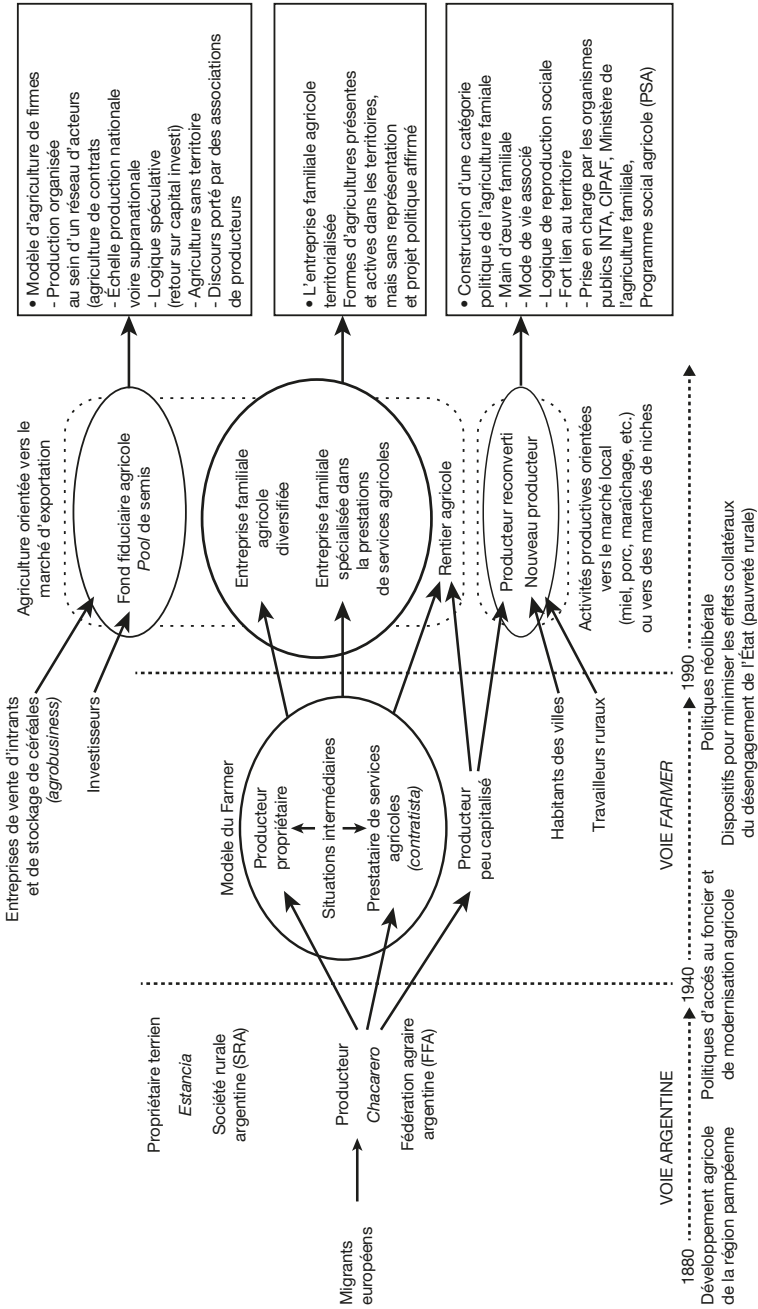 Entreprises de vente d'intrants
et de stockage de céréales
(agrobusiness)
Investisseurs
Agriculture orientée vers le
marché d'exportation
Fond fiduciaire agricole
Pool de semis
• Modèle d'agriculture de firmes
- Production organisée
au sein d'un réseau d'acteurs
(agriculture de contrats)
- Échelle production nationale
voire supranationale
- Logique spéculative
(retour sur capital investi)
- Agriculture sans territoire
- Discours porté par des associations
de producteurs
Propriétaire terrien
Estancia
Société rurale
argentine (SRA)
Migrants
européens
Producteur
Chacarero
Fédération agraire
argentine (FFA)
Modèle du Farmer
Producteur
propriétaire
Situations intermédiaires
Prestataire de services
agricoles
(contratista)
Producteur
peu capitalisé
Entreprise familiale
agricole
diversifiée
Entreprise familiale
spécialisée dans
la prestations
de services agricoles
Rentier agricole
• L'entreprise familiale agricole
territorialisée
Formes d'agricultures présentes
et actives dans les territoires,
mais sans représentation
et projet politique affirmé
Habitants des villes
Travailleurs ruraux
Producteur reconverti
Nouveau producteur
Activités productives orientées
vers le marché local
(miel, porc, maraîchage, etc.)
ou vers des marchés de niches
• Construction d'une catégorie
politique de l'agriculture famiale
- Main d'œuvre familiale
- Mode de vie associé
- Logique de reproduction sociale
- Fort lien au territoire
- Prise en charge par les organismes
publics INTA, CIPAF, Ministère de
l'agriculture familiale,
Programme social agricole (PSA)
VOIE ARGENTINE
VOIE FARMER
1880
1940
1990
Développement agricole
de la région pampéenne
Politiques d'accés au foncier et
de modernisation agricole
Politiques néolibérale
Dispositifs pour minimiser les effets collatéraux
du désengagement de l'État (pauvreté rurale)